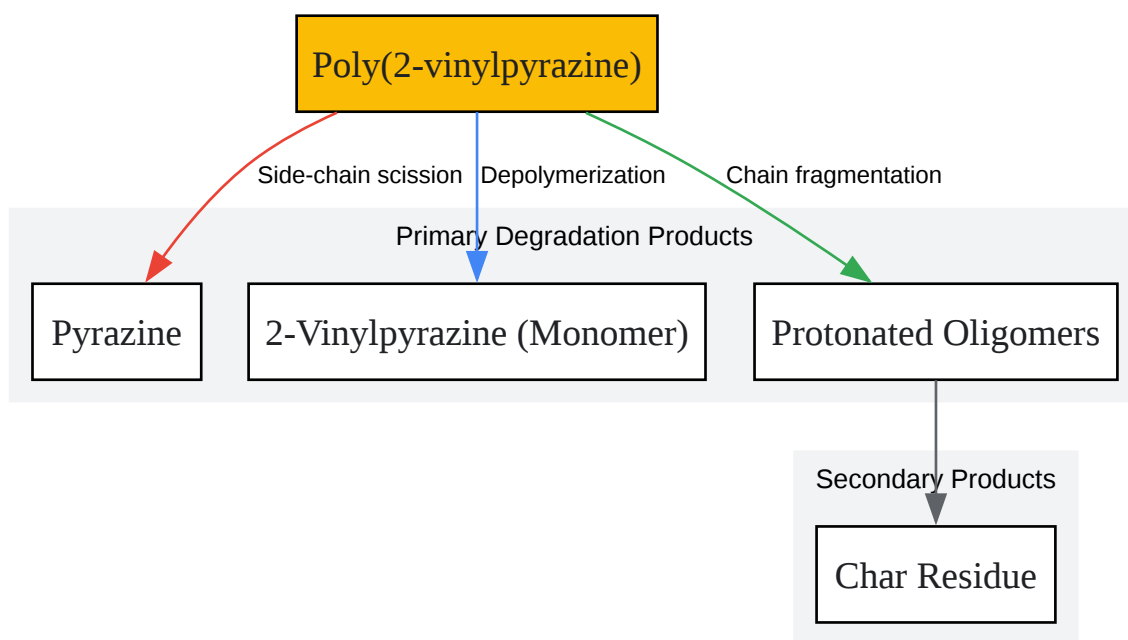 Poly(2-vinylpyrazine)
Side-chain scission
Depolymerization
Chain fragmentation
Primary Degradation Products
Pyrazine
2-Vinylpyrazine (Monomer)
Protonated Oligomers
Secondary Products
Char Residue